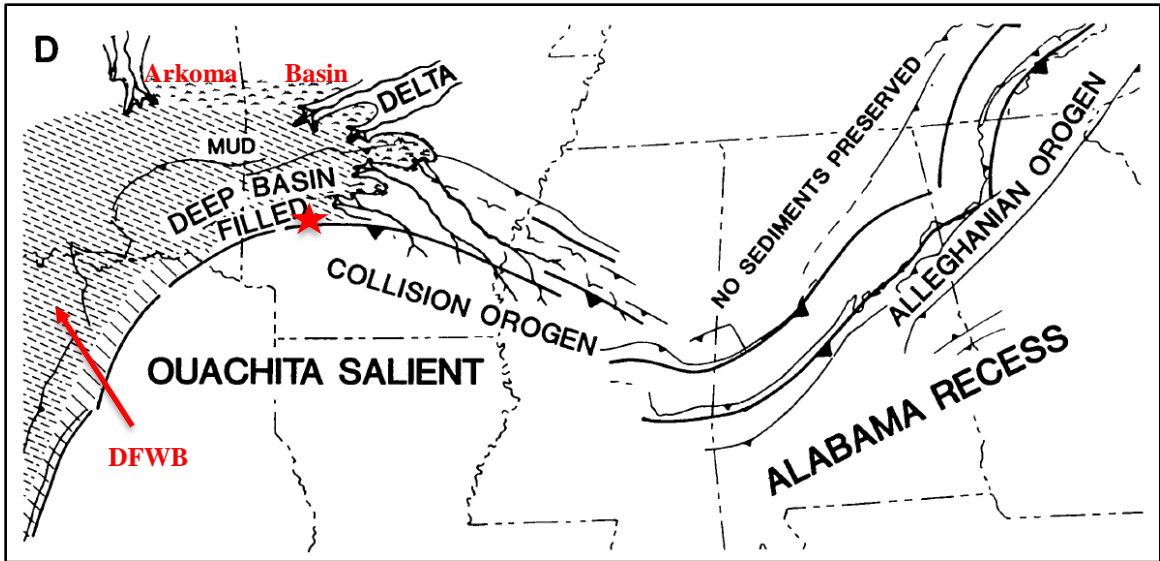 D
Arkoma Basin
DELTA
MUD
DEEP BASIN
FILLED
COLLISION OROGEN
OUACHITA SALIENT
DFWB
NO SEDIMENTS PRESERVED
ALLEGHANIAN OROGEN
ALABAMA RECESS